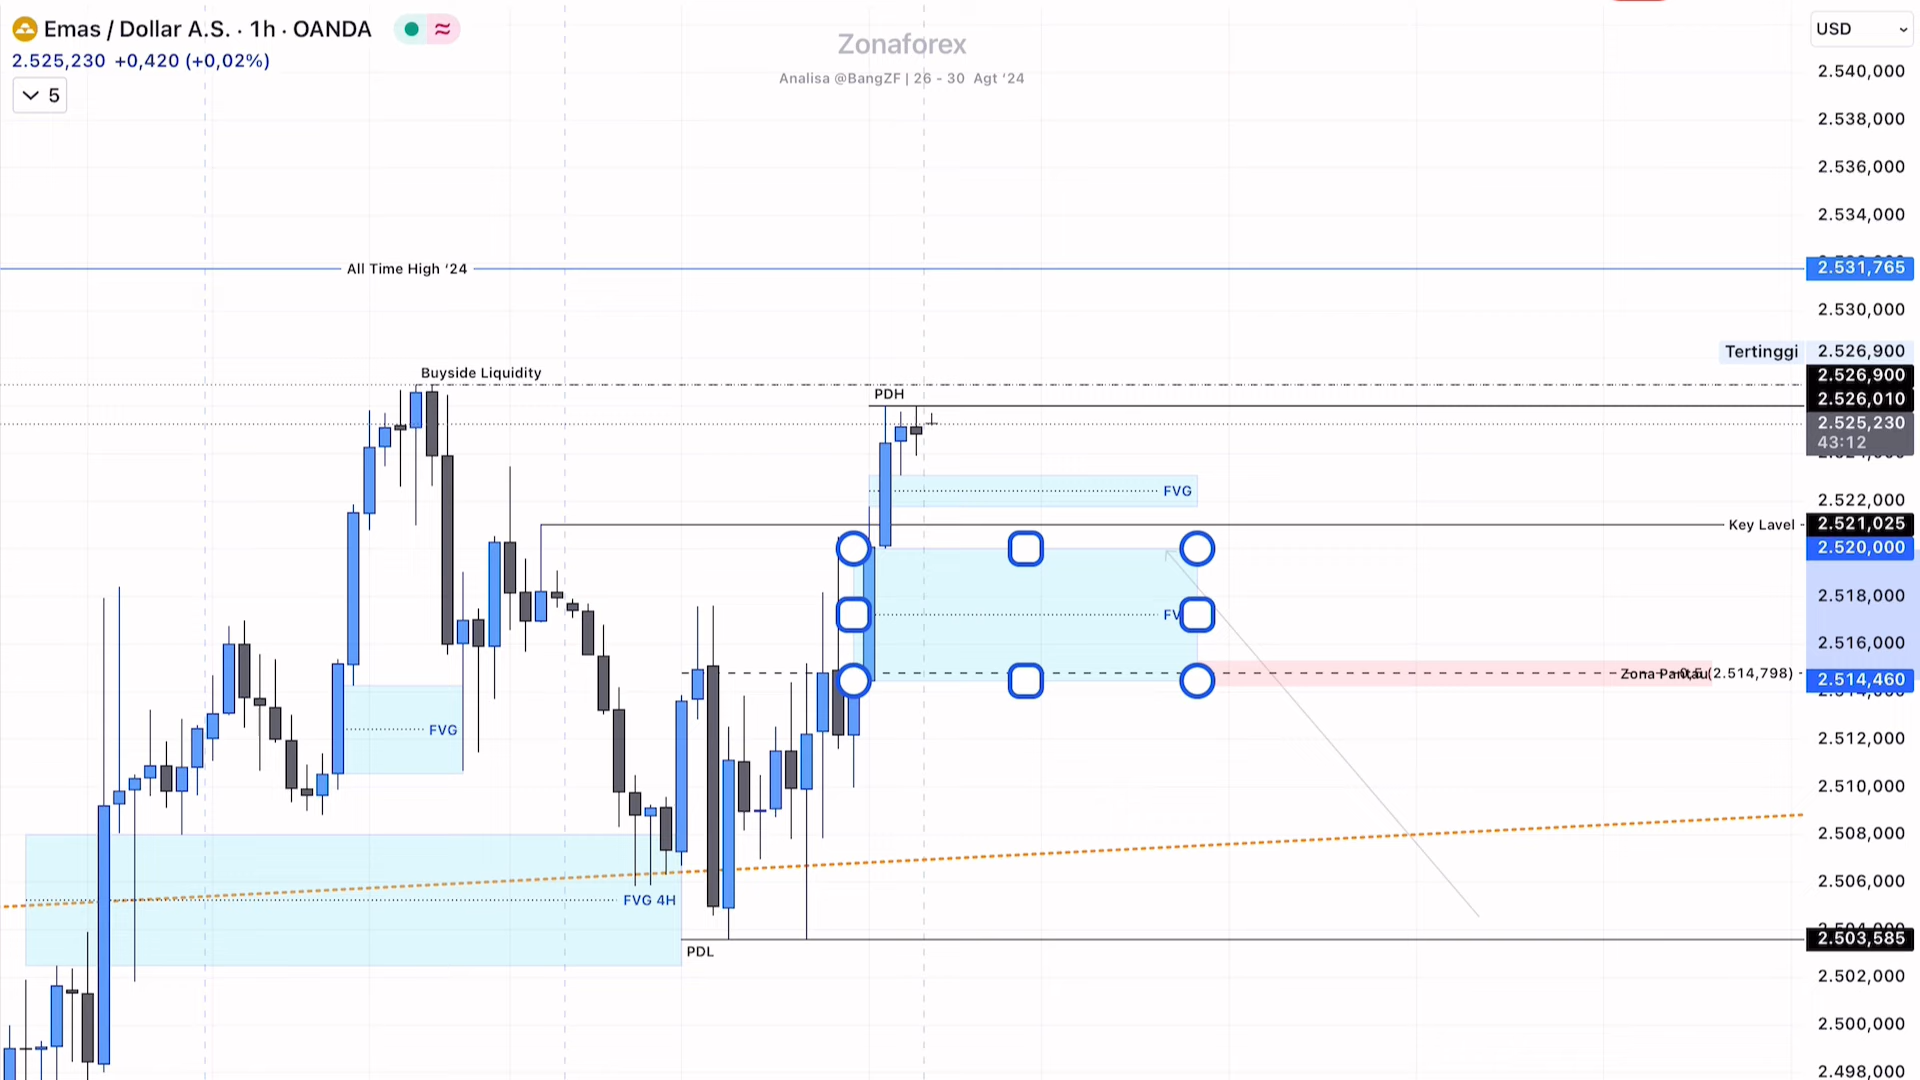 Emas / Dollar A.S. · 1h · OANDA
2.525,230 +0,420 (+0,02%)
5
Zonaforex
Analisa @BangZF | 26 - 30 Agt ‘24
USD
2.540,000
2.538,000
2.536,000
2.534,000
All Time High ‘24
2.531,765
2.530,000
Tertinggi 2.526,900
Buyside Liquidity
2.526,900
PDH
2.526,010
2.525,230
43:12
FVG
2.522,000
Key Lavel
2.521,025
2.520,000
2.518,000
FV
2.516,000
Zona Pantau
0.5 (2.514,798)
2.514,460
FVG
2.512,000
2.510,000
2.508,000
2.506,000
FVG 4H
2.503,585
PDL
2.502,000
2.500,000
2.498,000